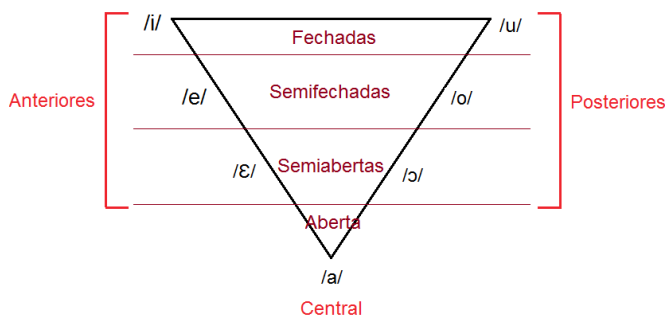 /i/ Fechadas /u/
Anteriores /e/ Semifechadas /o/ Posteriores
/ɛ/ Semiabertas /ɔ/
Aberta
/a/
Central